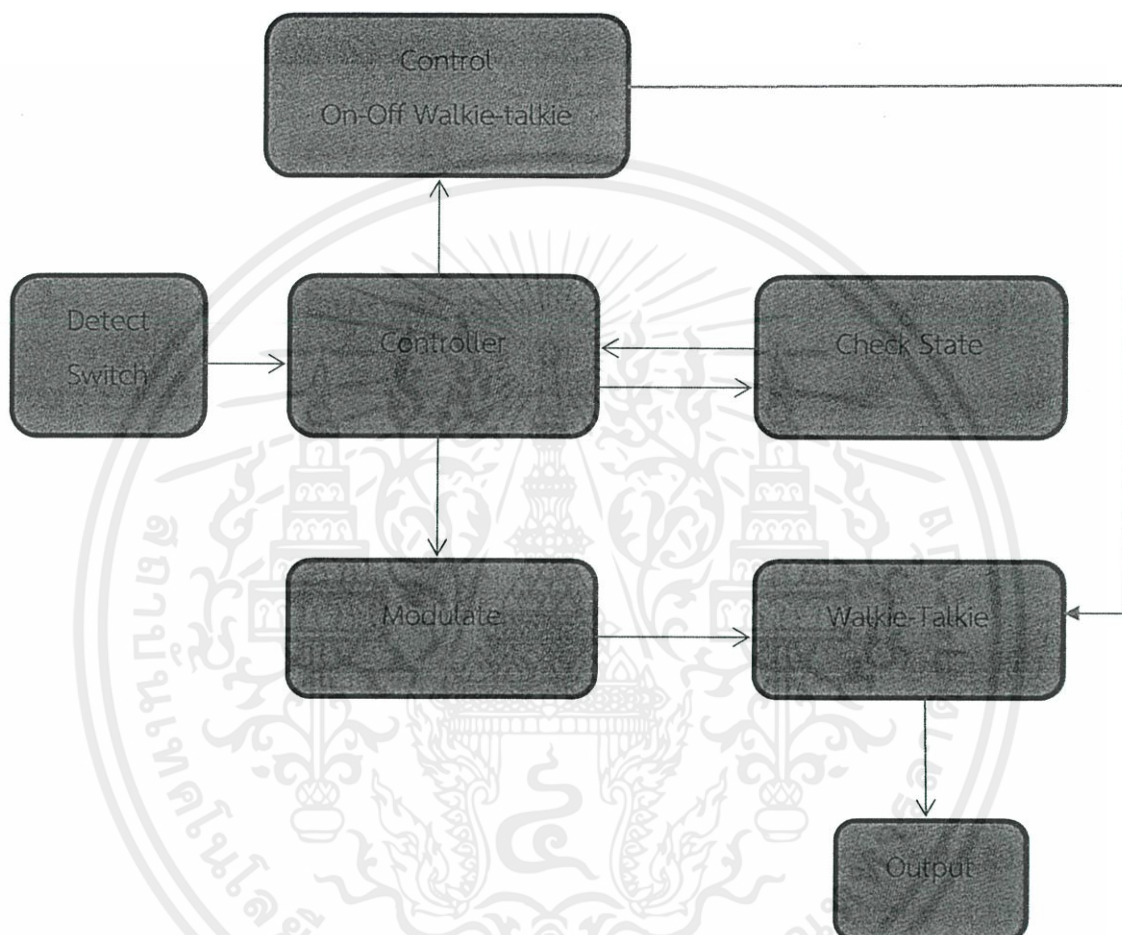 Control
On-Off Walkie-talkie
Detect
Switch
Controller
Check State
Modulate
Walkie-Talkie
Output